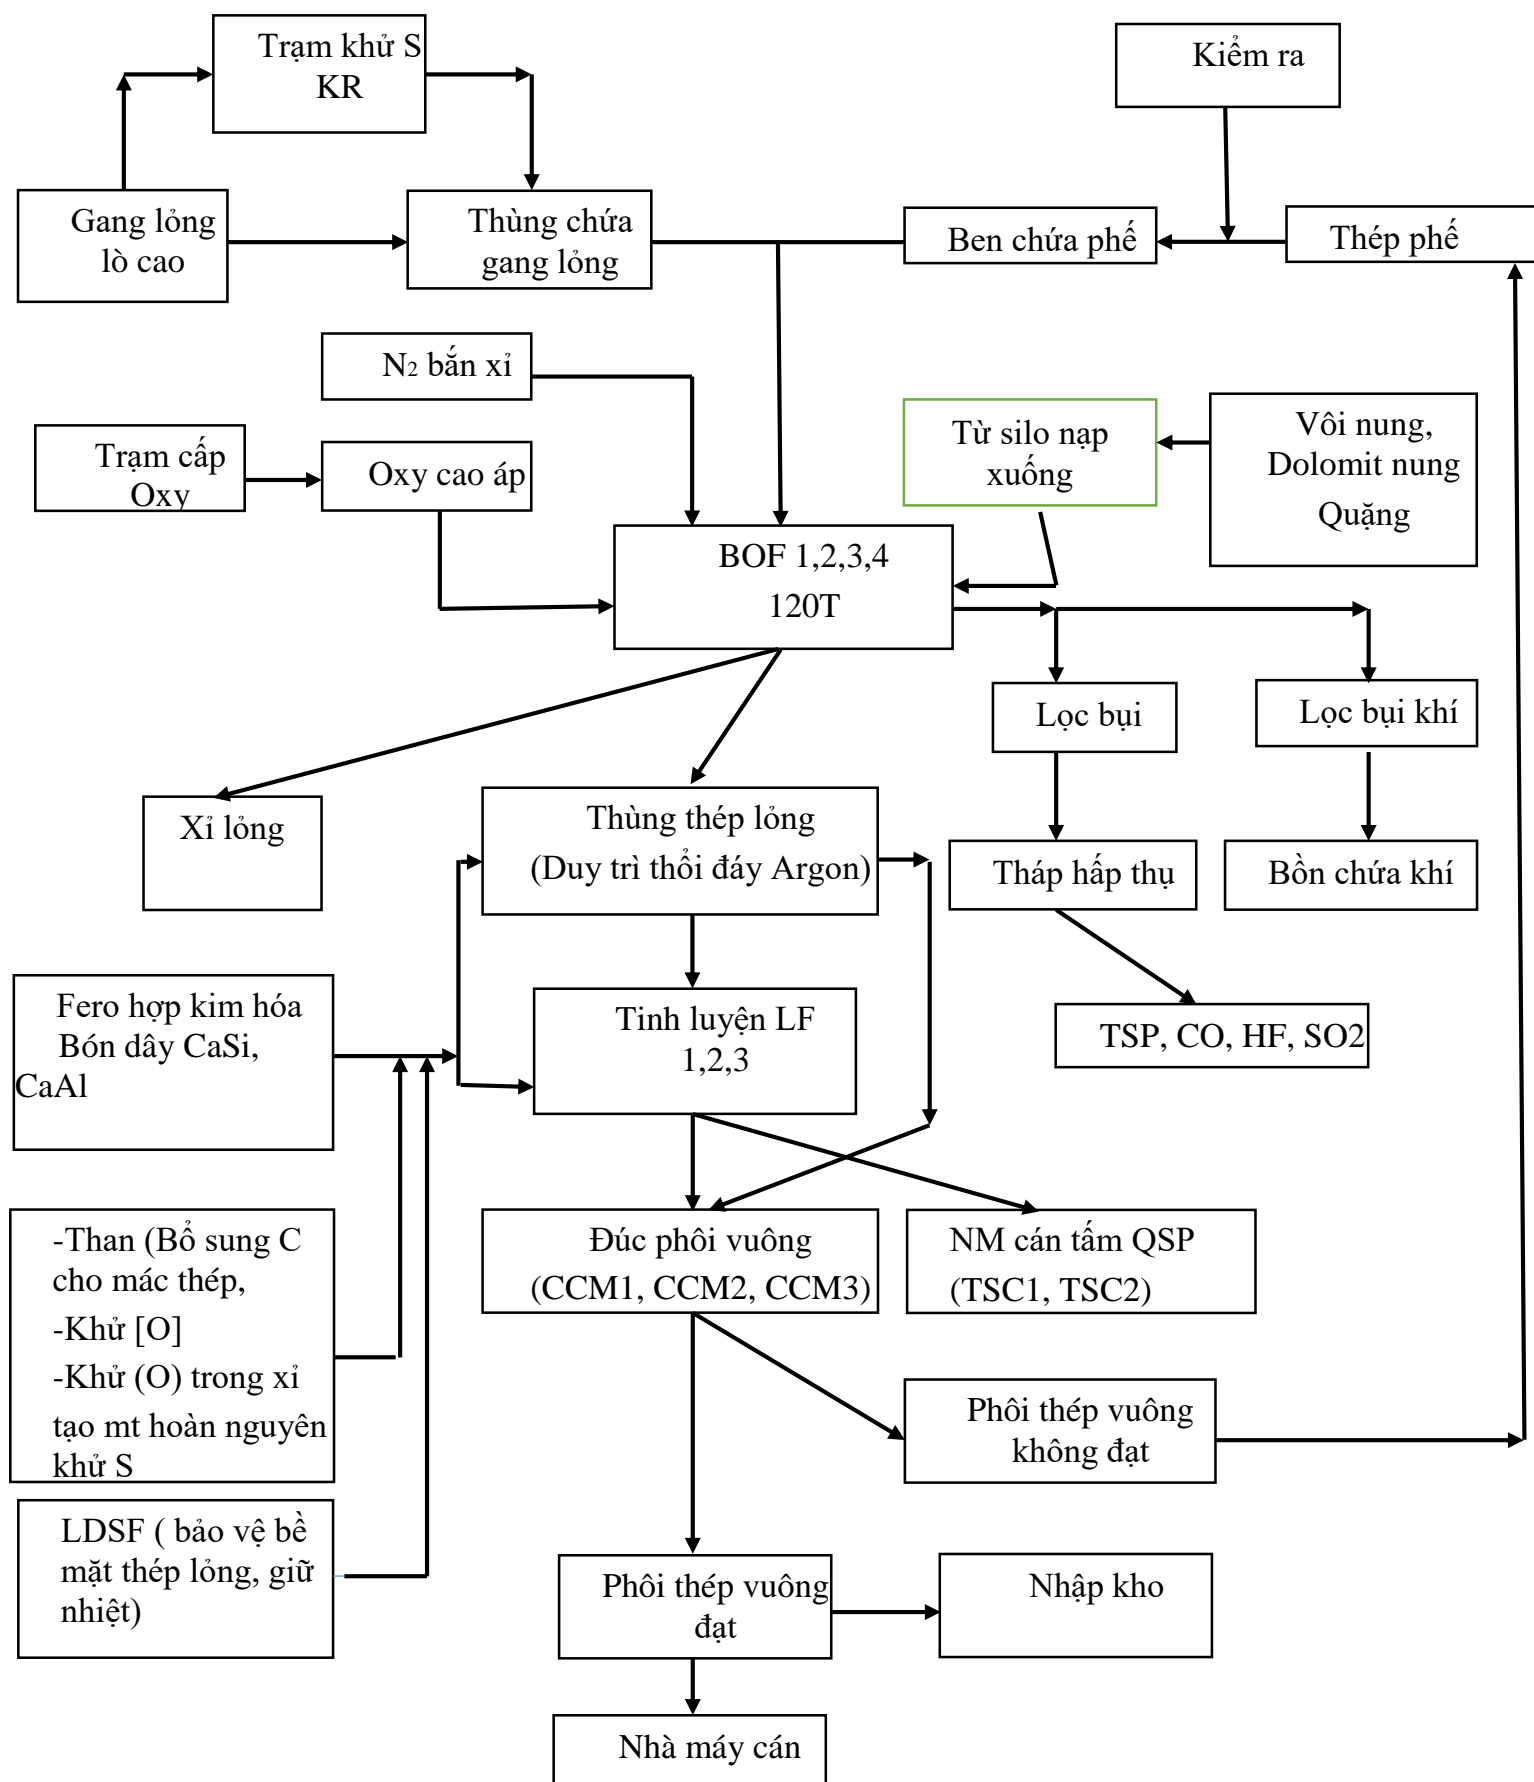 Trạm khử S
KR
Kiểm ra
Gang lỏng
lò cao
Thùng chứa
gang lỏng
Ben chứa phế
Thép phế
N2 bắn xỉ
Trạm cấp
Oxy
Oxy cao áp
Từ silo nạp
xuống
Vôi nung,
Dolomit nung
Quặng
BOF 1,2,3,4
120T
Lọc bụi
Lọc bụi khí
Xỉ lỏng
Thùng thép lỏng
(Duy trì thổi đáy Argon)
Tháp hấp thụ
Bồn chứa khí
Fero hợp kim hóa
Bón dây CaSi,
CaAl
Tinh luyện LF
1,2,3
TSP, CO, HF, SO2
-Than (Bổ sung C
cho mác thép,
-Khử [O]
-Khử (O) trong xỉ
tạo mt hoàn nguyên
khử S
Đúc phôi vuông
(CCM1, CCM2, CCM3)
NM cán tấm QSP
(TSC1, TSC2)
Phôi thép vuông
không đạt
LDSF ( bảo vệ bề
mặt thép lỏng, giữ
nhiệt)
Phôi thép vuông
đạt
Nhập kho
Nhà máy cán